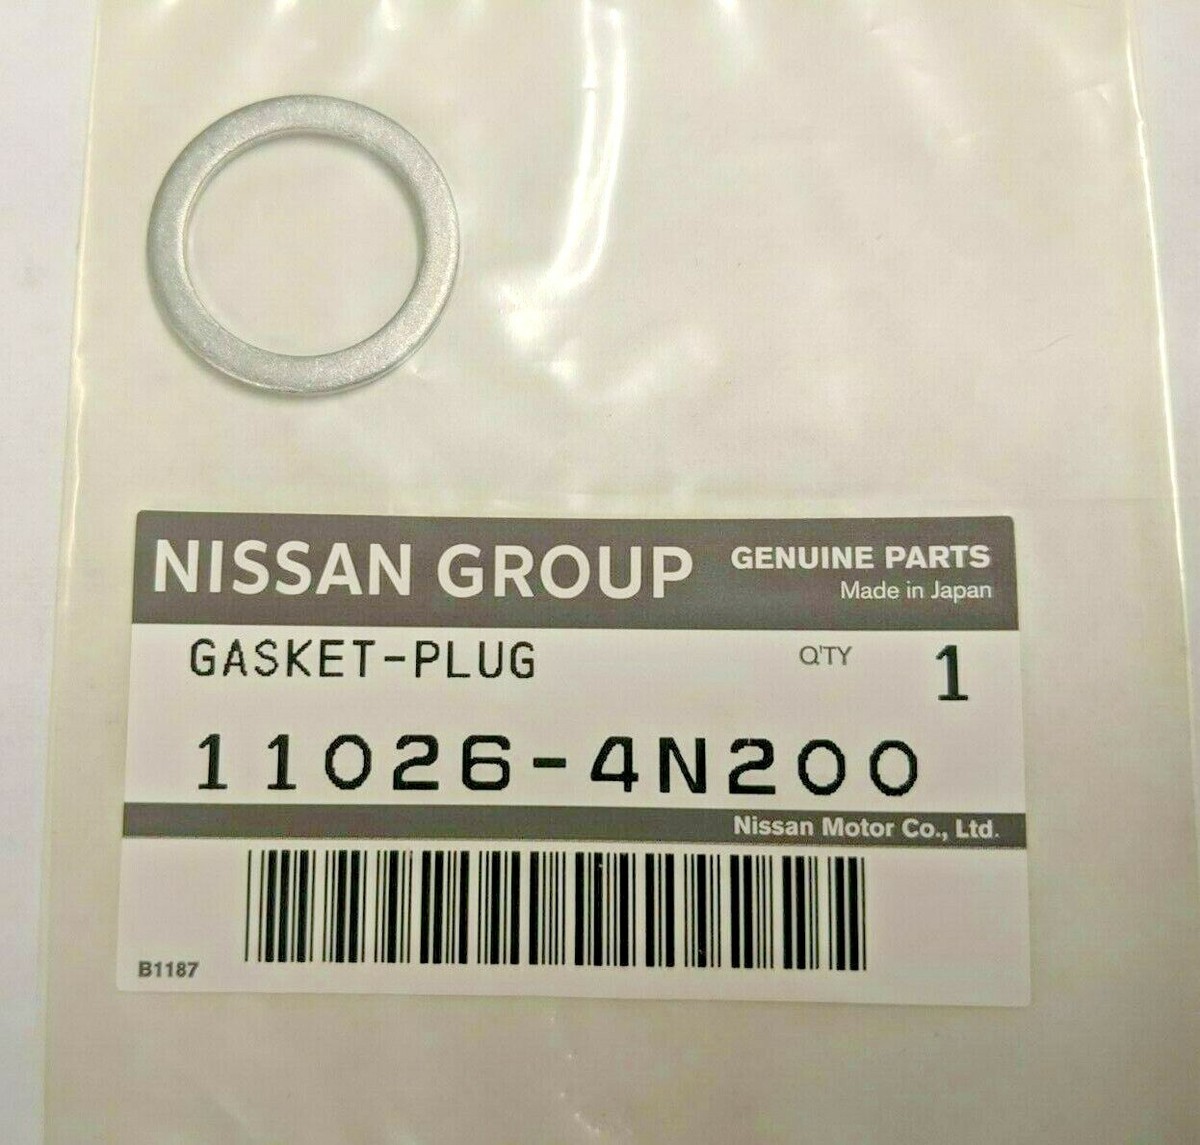 NISSAN GROUP GENUINE PARTS
Made in Japan
GASKET-PLUG Q'TY 1
11026-4N200
Nissan Motor Co., Ltd.
B1187